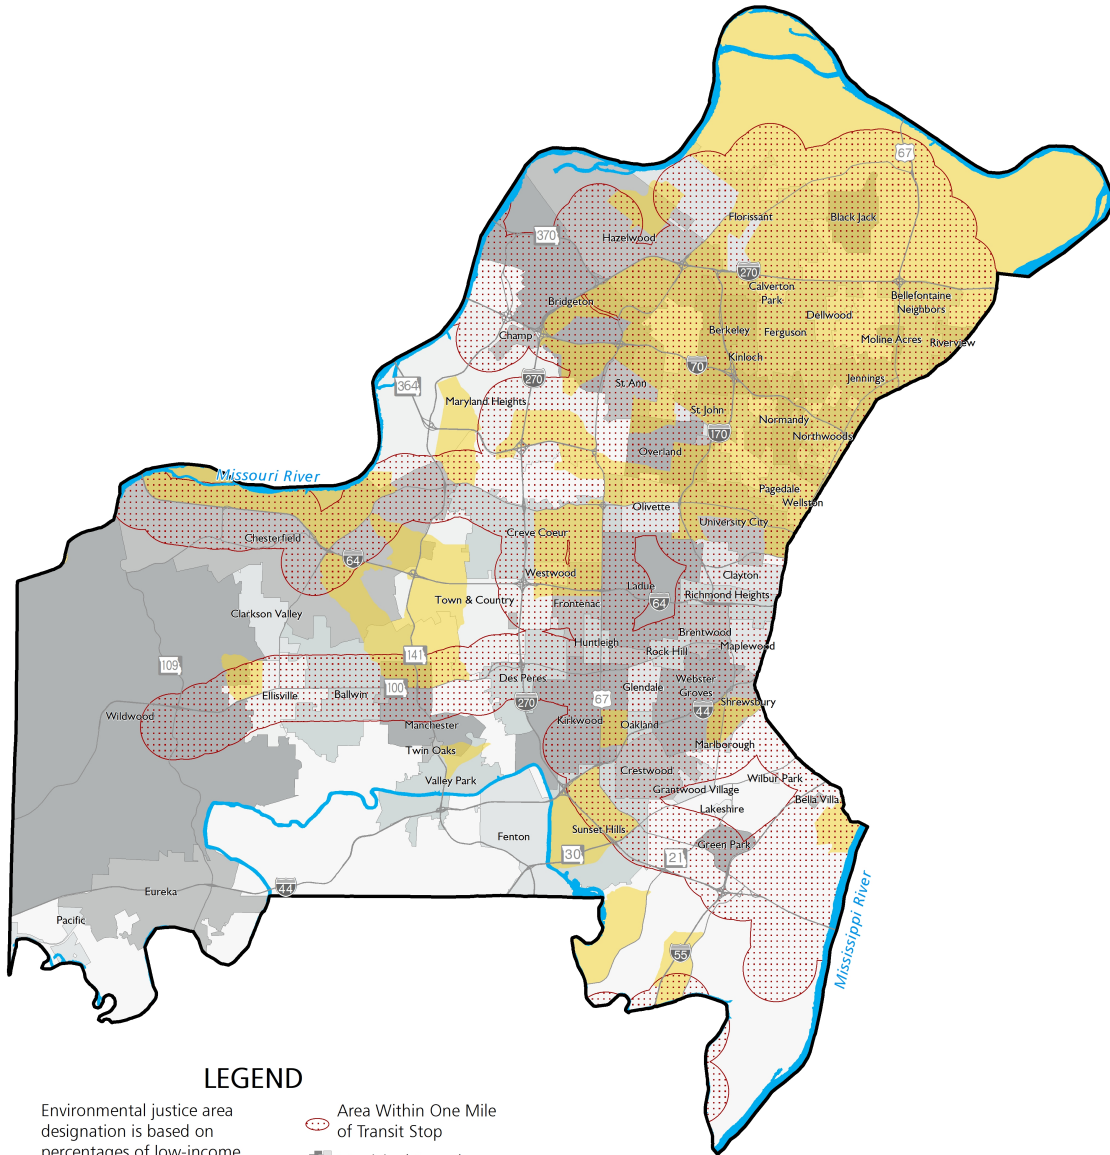 67
Florissant
Black Jack
370
Hazelwood
270
Calverton
Park
Bellefontaine
Neighbors
Bridgeton
Dellwood
Berkeley
Ferguson
Champ
Moline Acres
Riverview
Kinloch
70
270
St Ann
Jennings
364
Maryland Heights
St John
Normandy
170
Northwoods
Overland
Missouri River
Pagedale
Wellston
Olivette
University City
Creve Coeur
Chesterfield
64
Westwood
Clayton
Ladue
Richmond Heights
Town & Country
Frontenac
64
Clarkson Valley
Brentwood
Huntleigh
Maplewood
Rock Hill
141
109
Des Peres
Webster
Groves
Glendale
100
Ellisville
Ballwin
67
270
Shrewsbury
44
Wildwood
Kirkwood
Oakland
Manchester
Marlborough
Twin Oaks
Crestwood
Valley Park
Wilbur Park
Grantwood Village
Bella Villa
Lakeshire
Sunset Hills
Fenton
Green Park
30
21
44
Eureka
Pacific
55
Mississippi River
LEGEND
Environmental justice area
designation is based on
percentages of low-income
Area Within One Mile
of Transit Stop